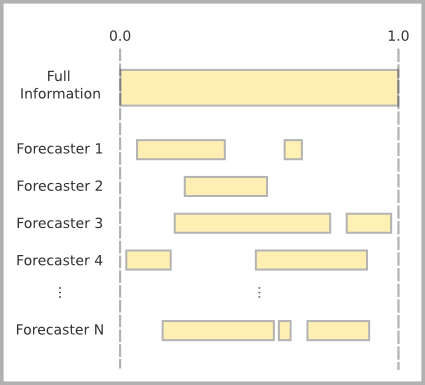 0.0 1.0
Full
Information
Forecaster 1
Forecaster 2
Forecaster 3
Forecaster 4
⋮ ⋮
Forecaster N